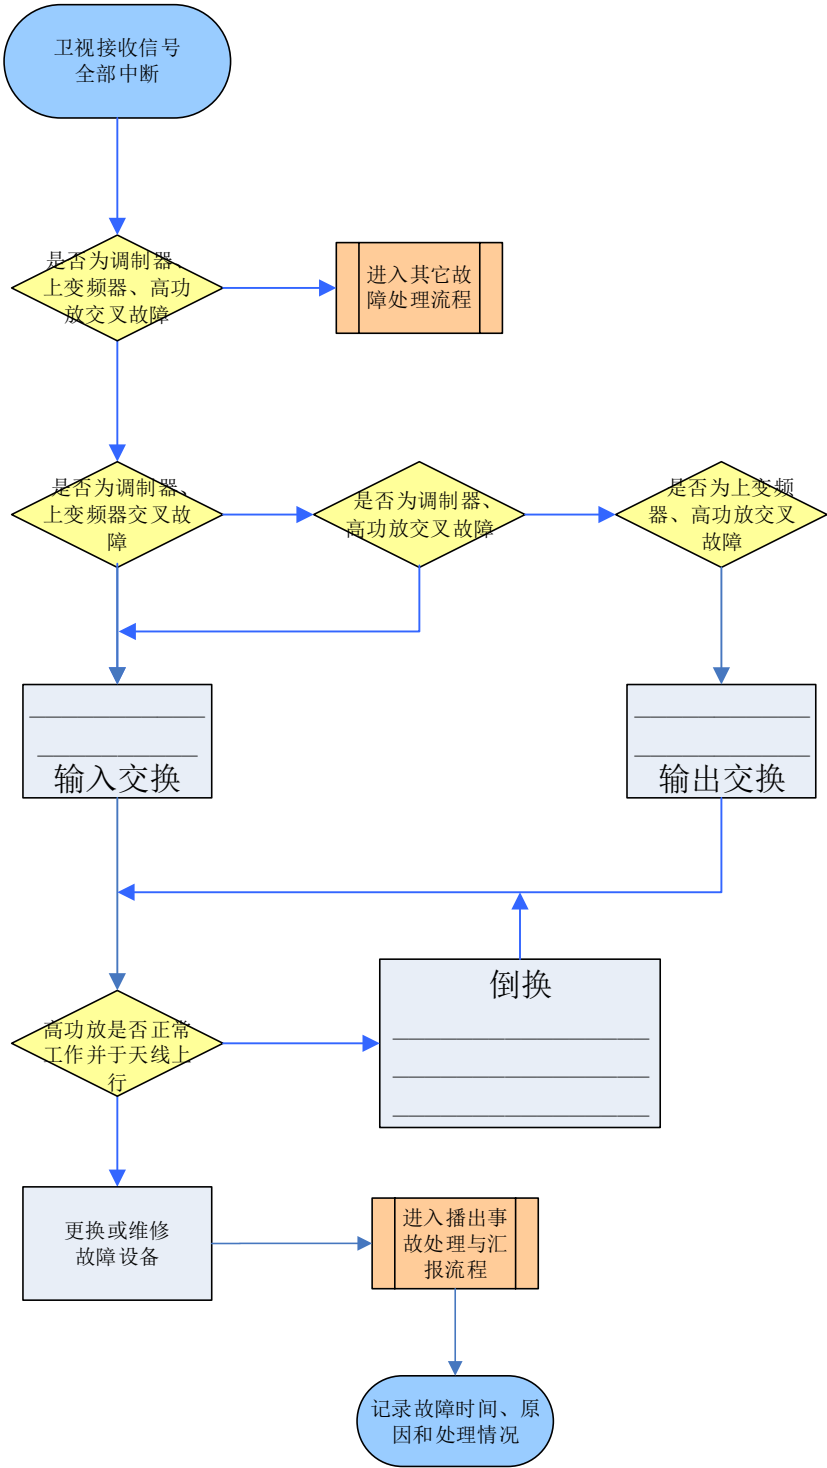 卫视接收信号
全部中断
是否为调制器、
上变频器、高功
放交叉故障
进入其它故
障处理流程
是否为调制器、
上变频器交叉故
障
是否为调制器、
高功放交叉故障
是否为上变频
器、高功放交叉
故障
输入交换
输出交换
倒换
高功放是否正常
工作并于天线上
行
更换或维修
故障设备
进入播出事
故处理与汇
报流程
记录故障时间、原
因和处理情况